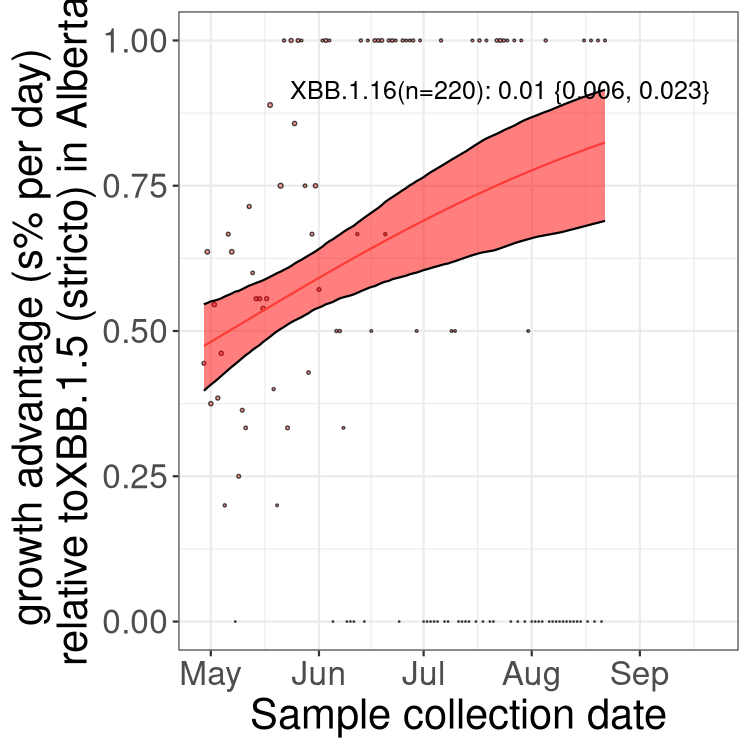 growth advantage (s% per day)
relative toXBB.1.5 (stricto) in Alberta
1.00
XBB.1.16(n=220): 0.01 {0.006, 0.023}
0.75
0.50
0.25
0.00
May Jun Jul Aug Sep
Sample collection date